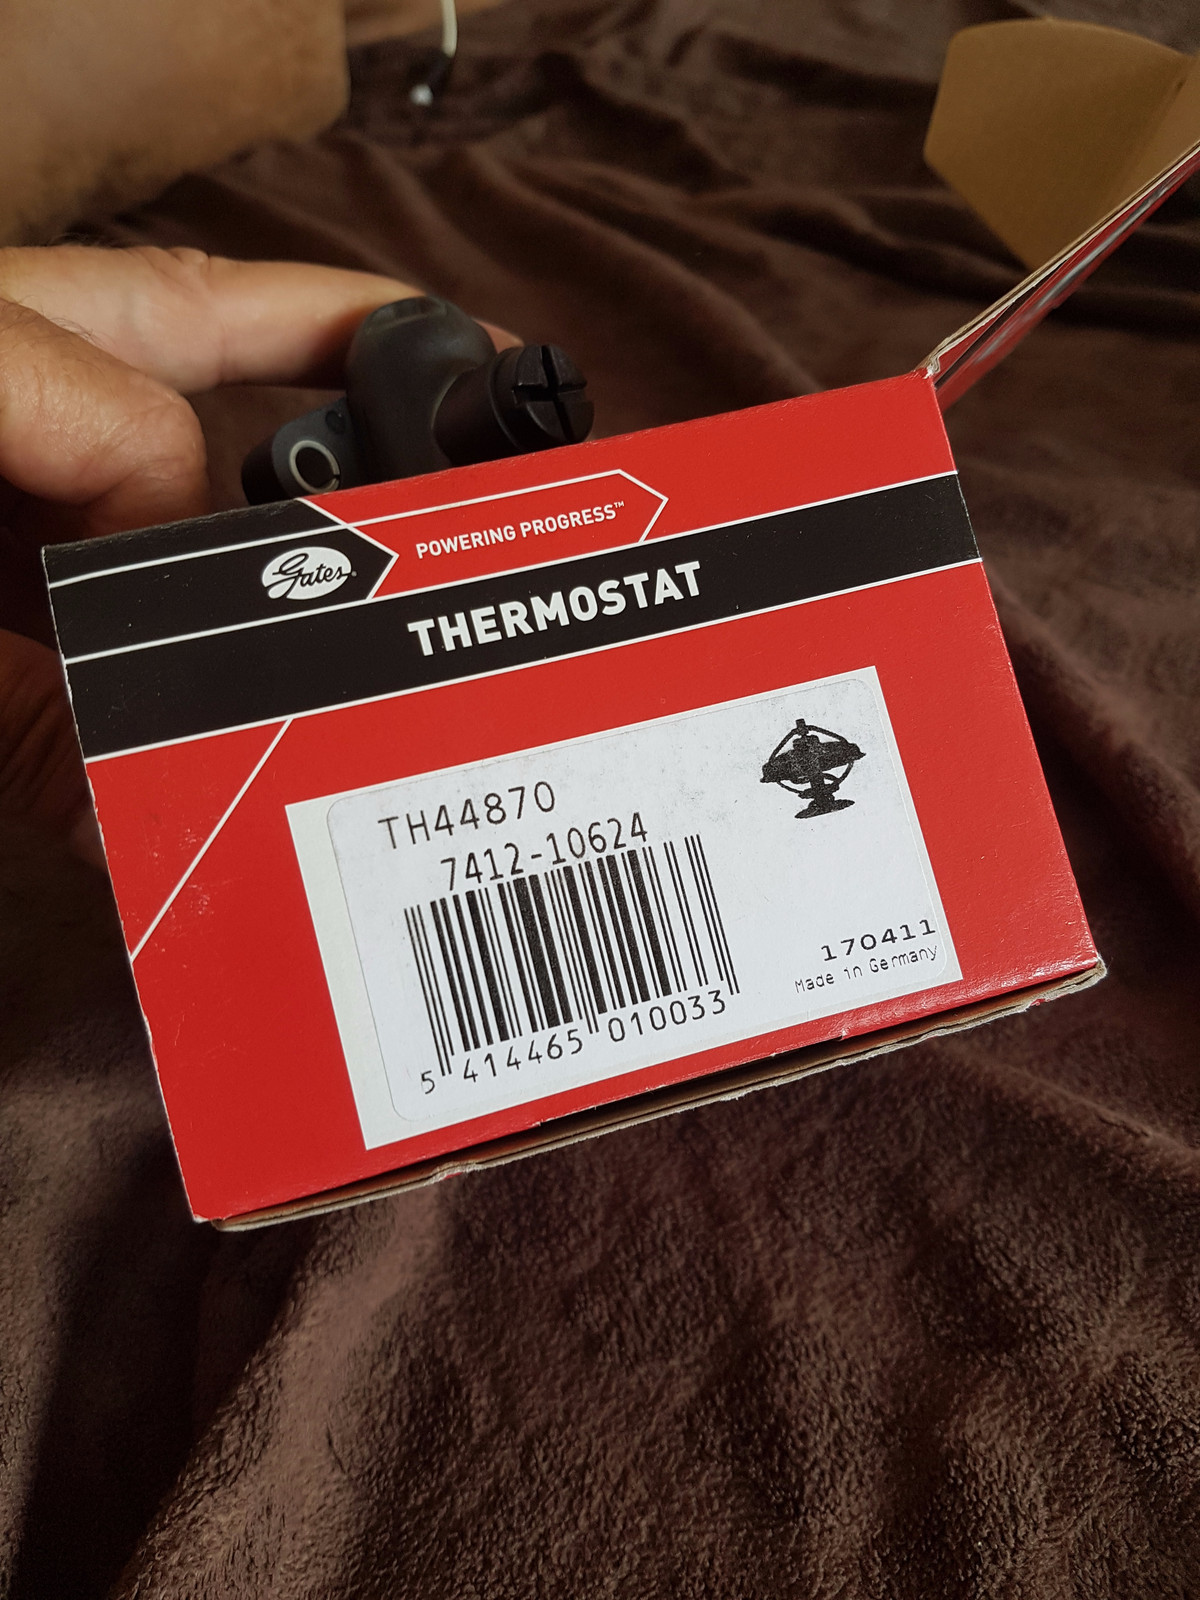 Gates
POWERING PROGRESS™
THERMOSTAT
TH44870
7412-10624
5 414465 010033
170411
Made in Germany